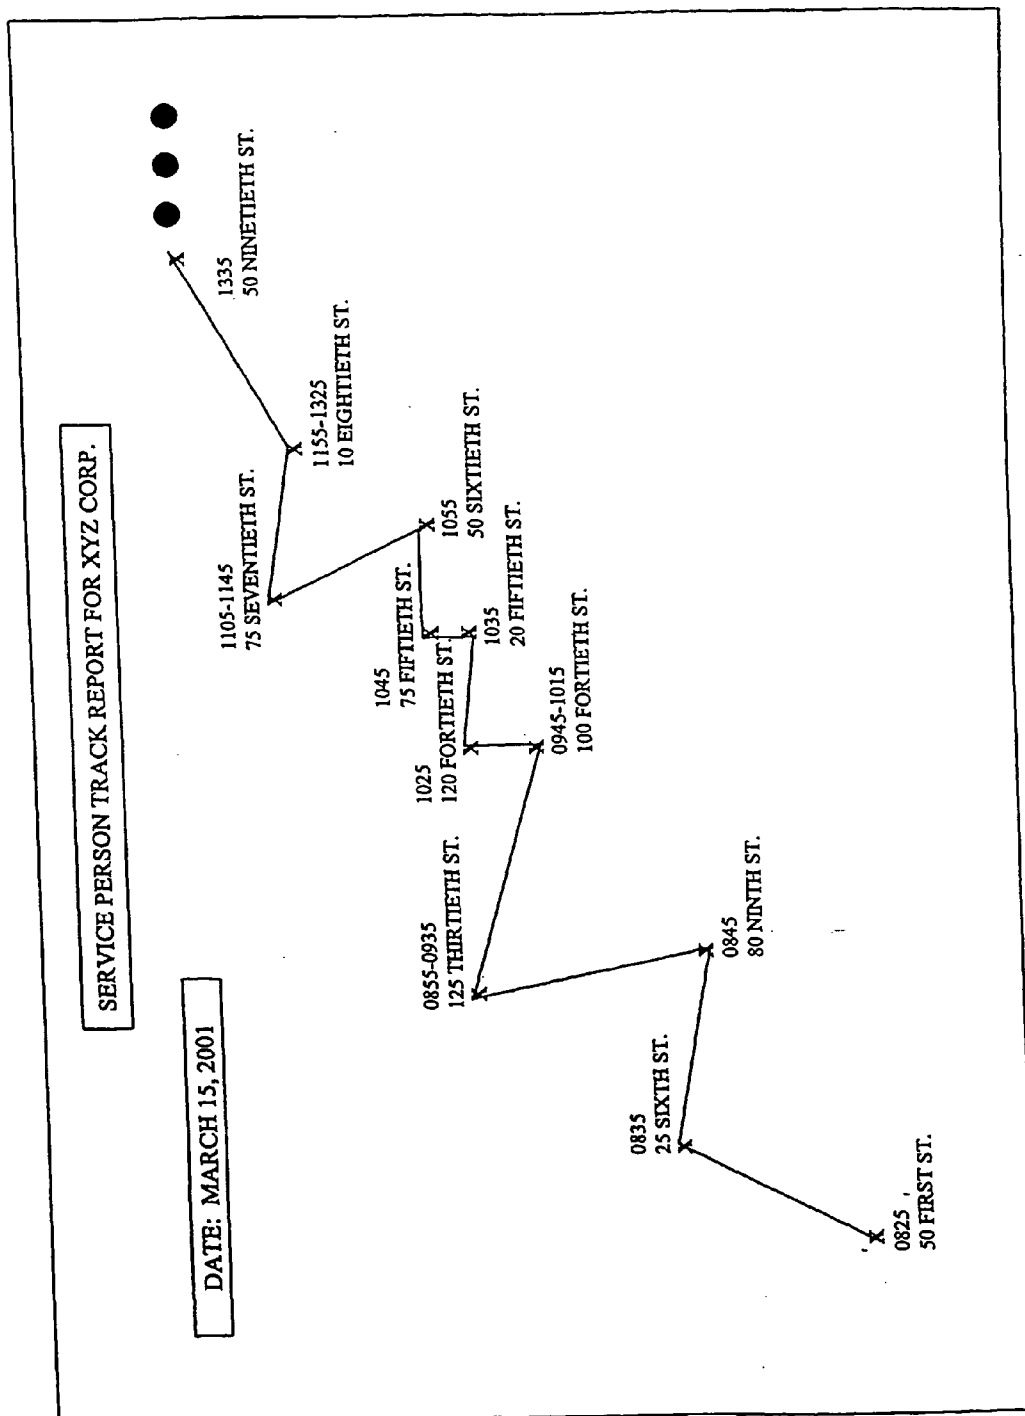 SERVICE PERSON TRACK REPORT FOR XYZ CORP.
DATE: MARCH 15, 2001
0825
50 FIRST ST.
0835
25 SIXTH ST.
0845
80 NINTH ST.
0855-0935
125 THIRTIETH ST.
0945-1015
100 FORTIETH ST.
1025
120 FORTIETH ST.
1035
20 FIFTIETH ST.
1045
75 FIFTIETH ST.
1055
50 SIXTIETH ST.
1105-1145
75 SEVENTIETH ST.
1155-1325
10 EIGHTIETH ST.
1335
50 NINETIETH ST.